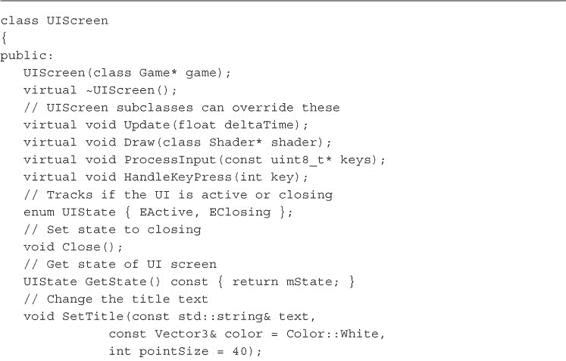 class UIScreen
{
public:
   UIScreen(class Game* game);
   virtual ~UIScreen();
   // UIScreen subclasses can override these
   virtual void Update(float deltaTime);
   virtual void Draw(class Shader* shader);
   virtual void ProcessInput(const uint8_t* keys);
   virtual void HandleKeyPress(int key);
   // Tracks if the UI is active or closing
   enum UIState { EActive, EClosing };
   // Set state to closing
   void Close();
   // Get state of UI screen
   UIState GetState() const { return mState; }
   // Change the title text
   void SetTitle(const std::string& text,
              const Vector3& color = Color::White,
              int pointSize = 40);